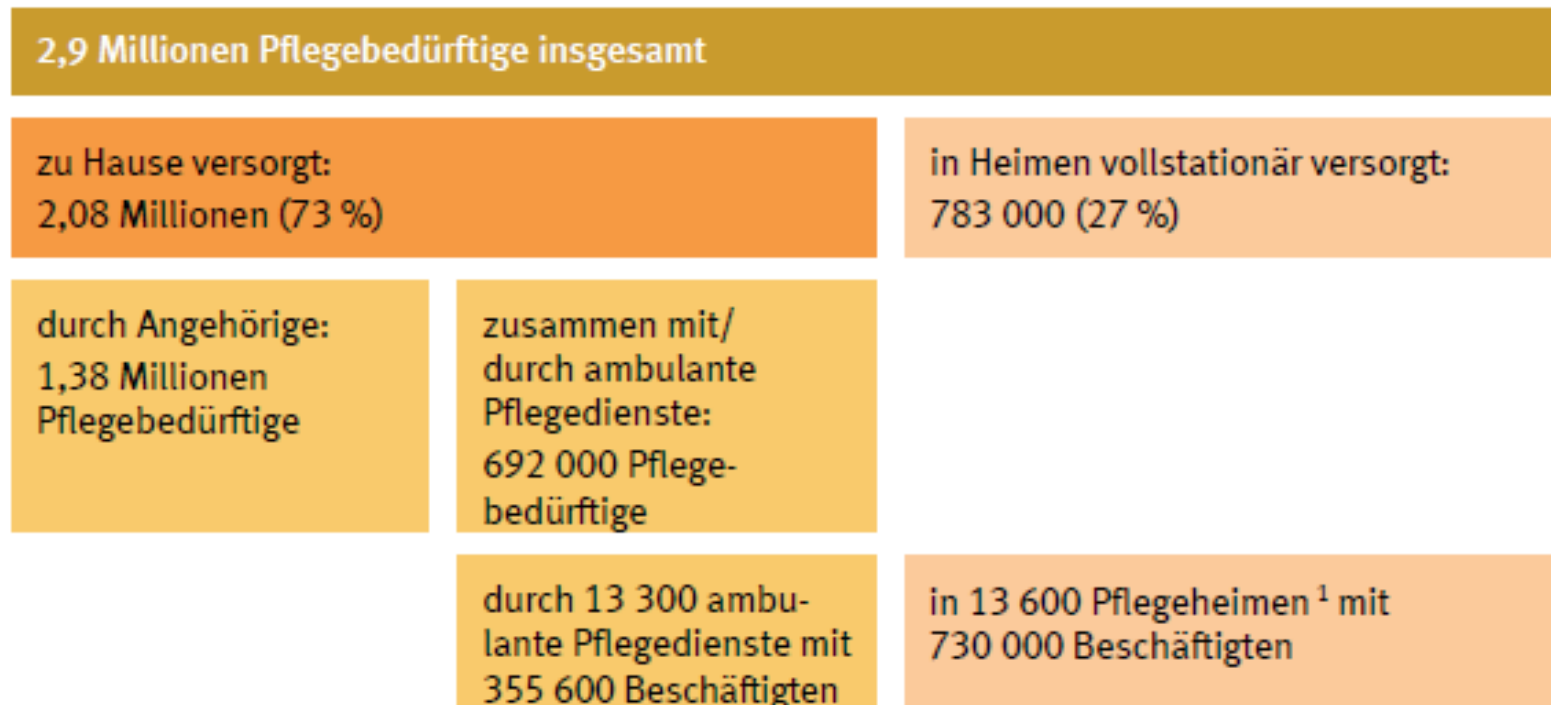 2,9 Millionen Pflegebedürftige insgesamt
zu Hause versorgt:
2,08 Millionen (73 %)
in Heimen vollstationär versorgt:
783 000 (27 %)
durch Angehörige:
1,38 Millionen
Pflegebedürftige
zusammen mit/
durch ambulante
Pflegedienste:
692 000 Pflege-
bedürftige
durch 13 300 ambu-
lante Pflegedienste mit
355 600 Beschäftigten
in 13 600 Pflegeheimen ¹ mit
730 000 Beschäftigten